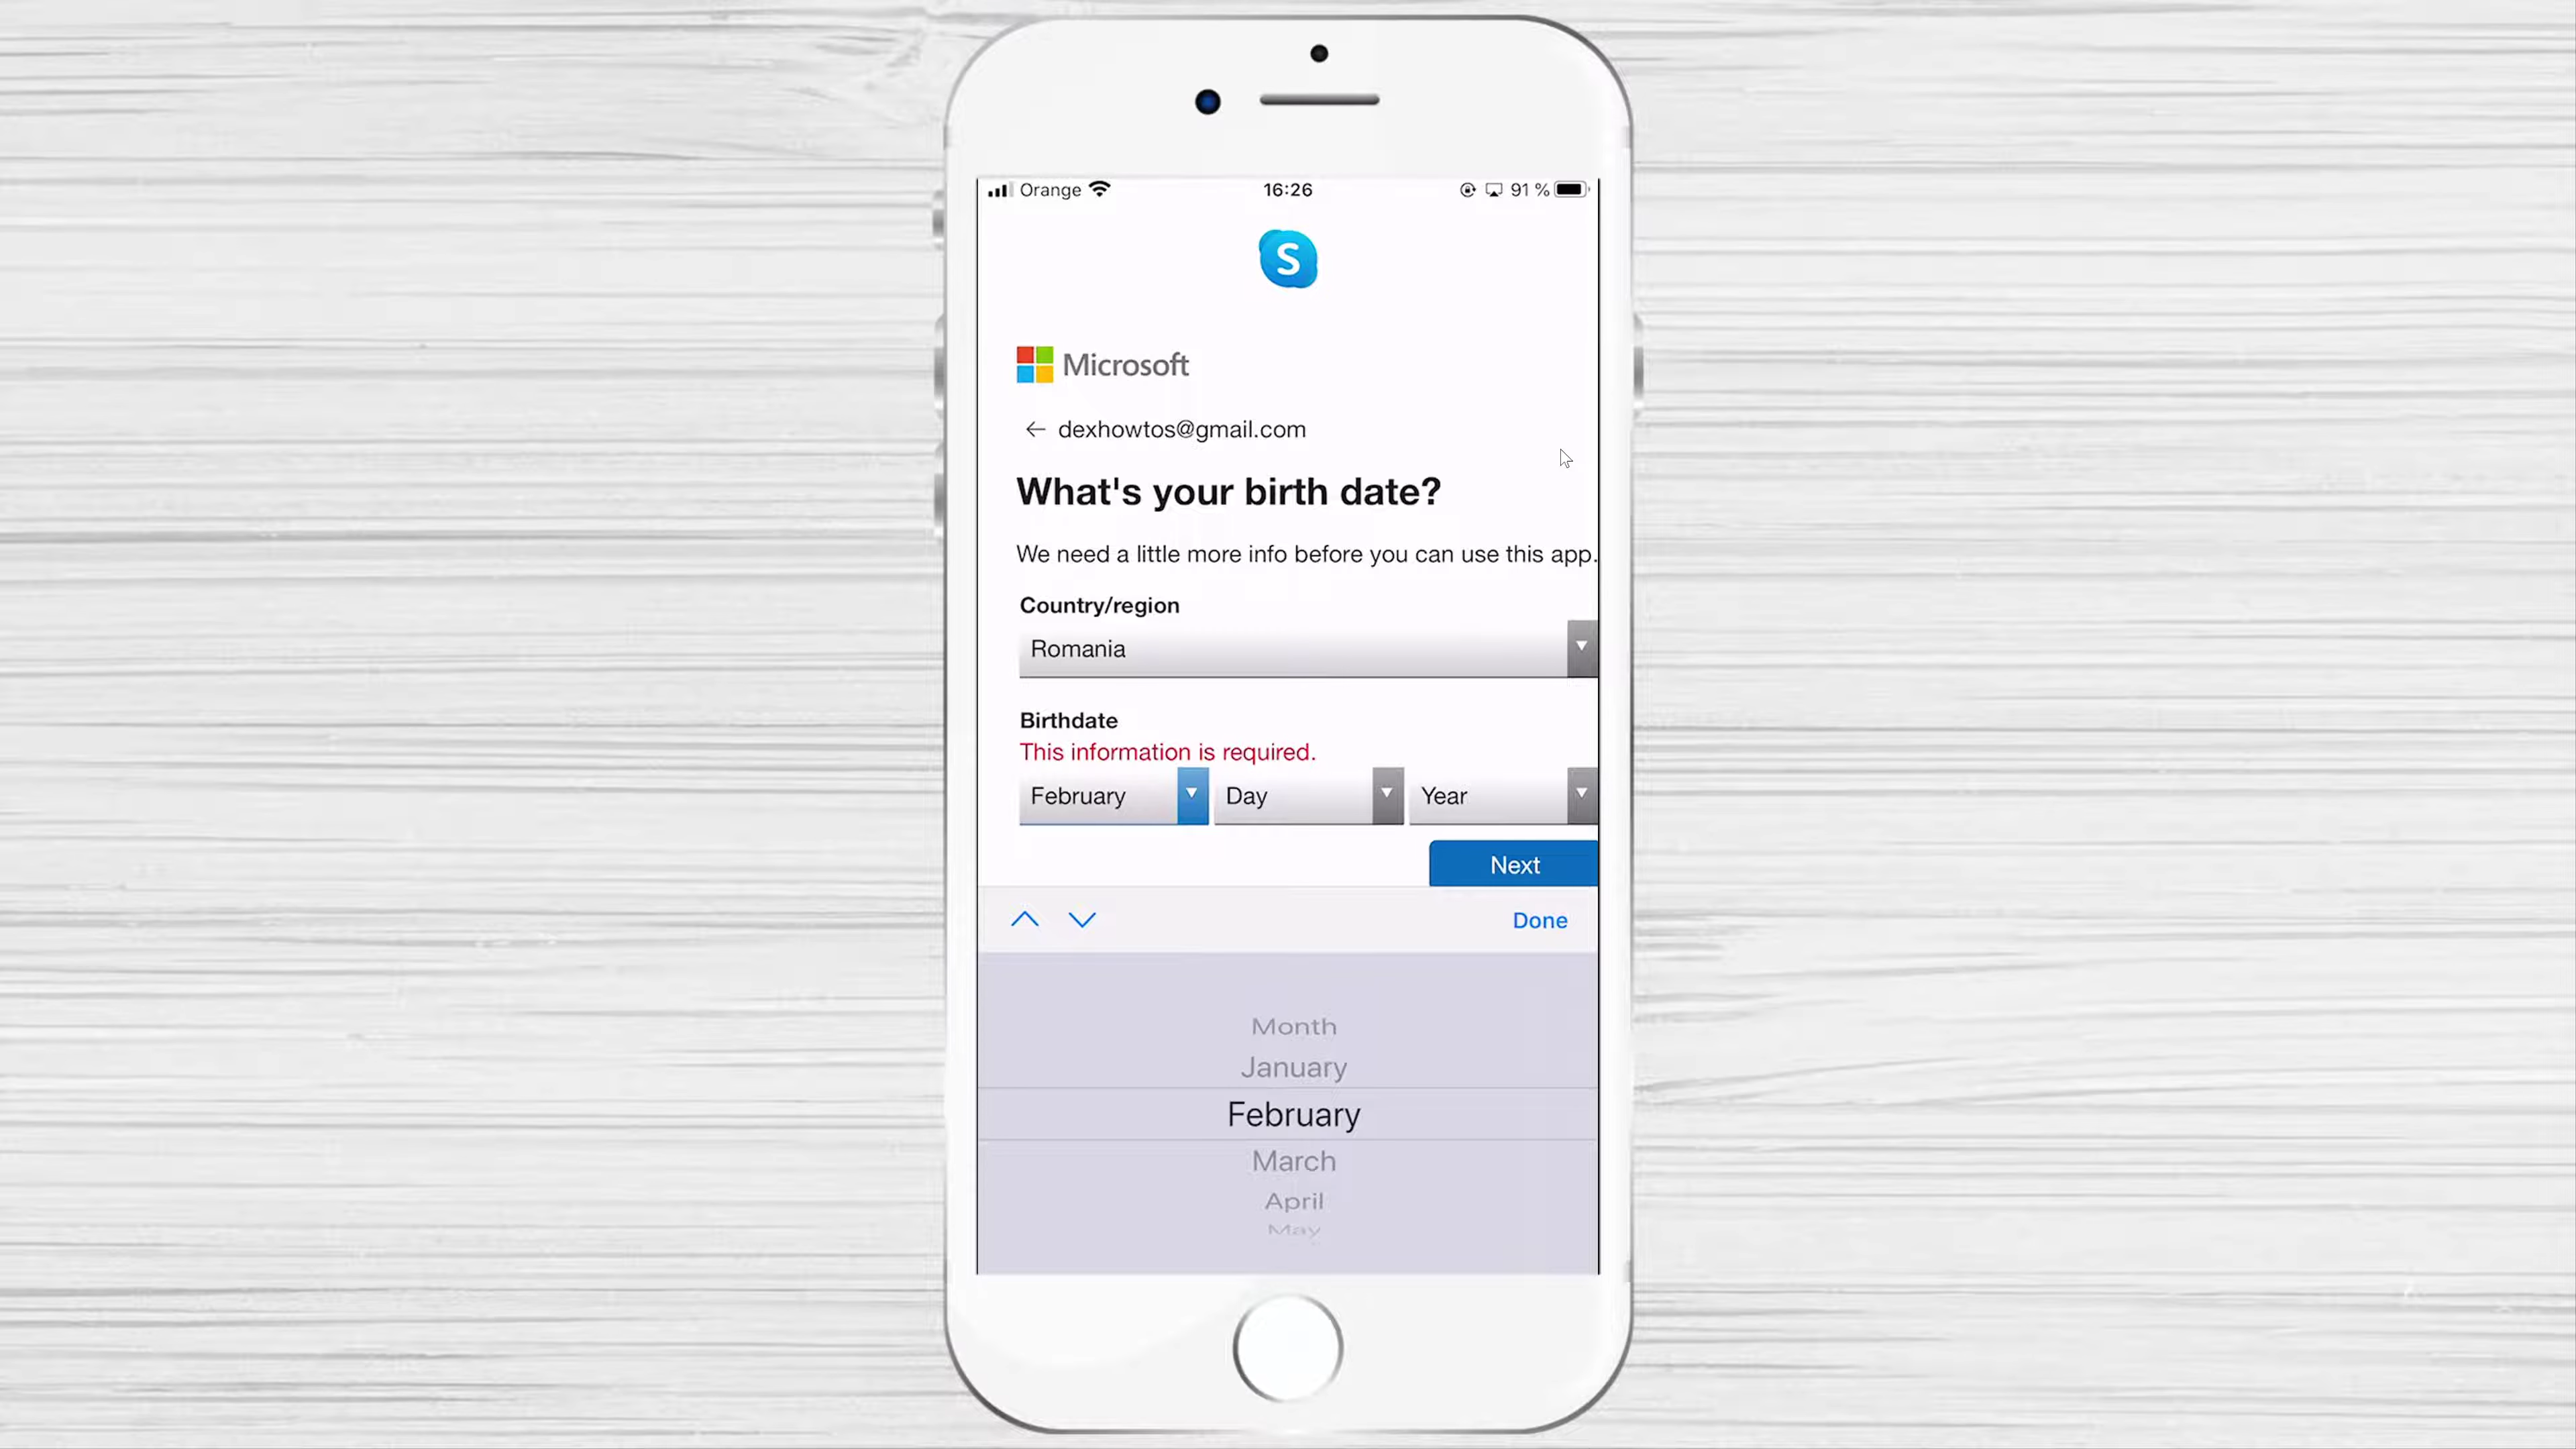 Orange 16:26 91 %
S
Microsoft
← dexhowtos@gmail.com
What's your birth date?
We need a little more info before you can use this app.
Country/region
Romania
Birthdate
This information is required.
February Day Year
Next
Done
Month
January
February
March
April
May